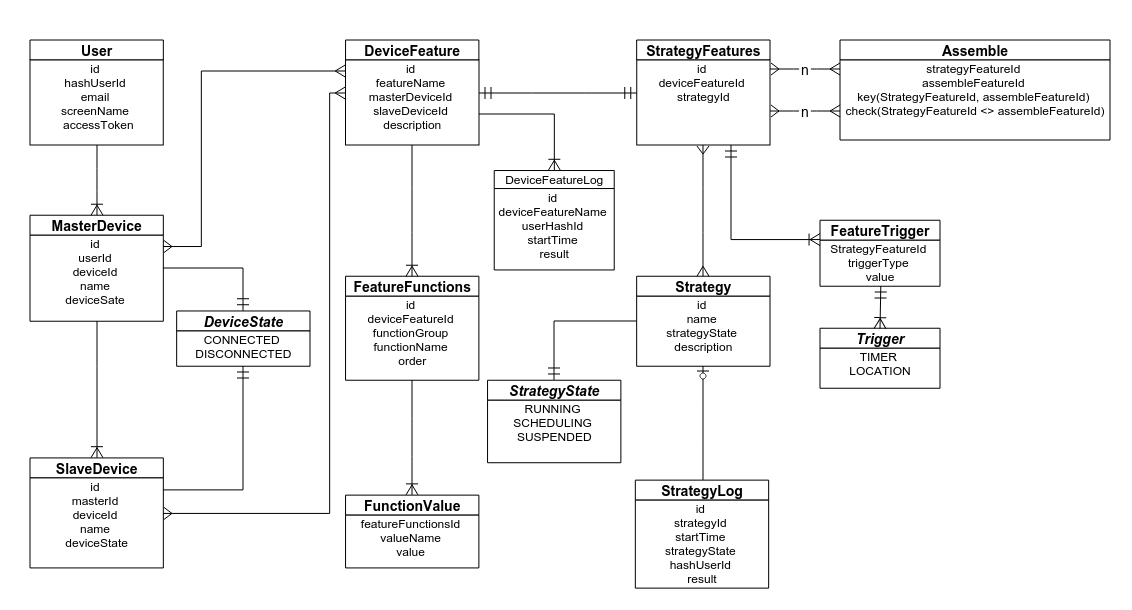 User
id
hashUserId
email
screenName
accessToken
DeviceFeature
id
featureName
masterDeviceId
slaveDeviceId
description
StrategyFeatures
id
deviceFeatureId
strategyId
Assemble
strategyFeatureId
assembleFeatureId
key(StrategyFeatureId, assembleFeatureId)
check(StrategyFeatureId <> assembleFeatureId)
n
n
DeviceFeatureLog
id
deviceFeatureName
userHashId
startTime
result
MasterDevice
id
userId
deviceId
name
deviceSate
FeatureTrigger
StrategyFeatureId
triggerType
value
DeviceState
CONNECTED
DISCONNECTED
FeatureFunctions
id
deviceFeatureId
functionGroup
functionName
order
Strategy
id
name
strategyState
description
Trigger
TIMER
LOCATION
StrategyState
RUNNING
SCHEDULING
SUSPENDED
SlaveDevice
id
masterId
deviceId
name
deviceState
FunctionValue
featureFunctionsId
valueName
value
StrategyLog
id
strategyId
startTime
strategyState
hashUserId
result